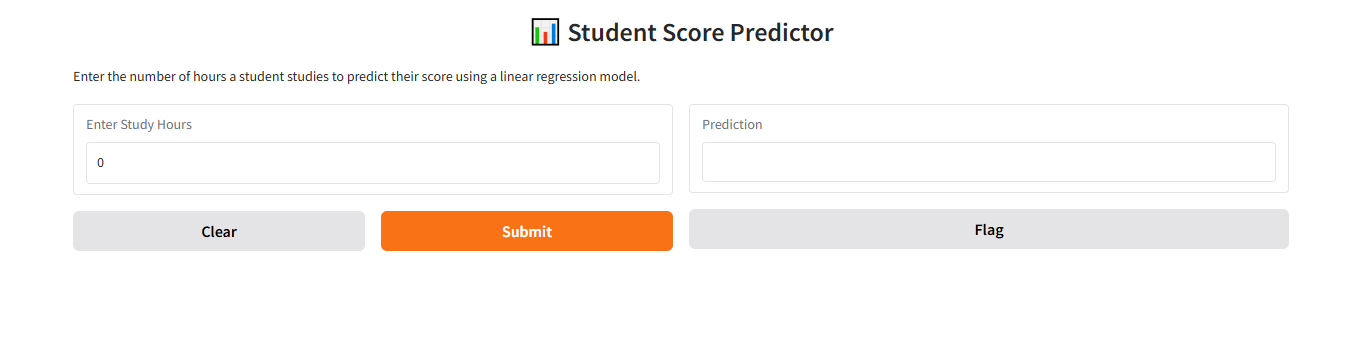 📊 Student Score Predictor
Enter the number of hours a student studies to predict their score using a linear regression model.
Enter Study Hours
0
Prediction
Clear
Submit
Flag